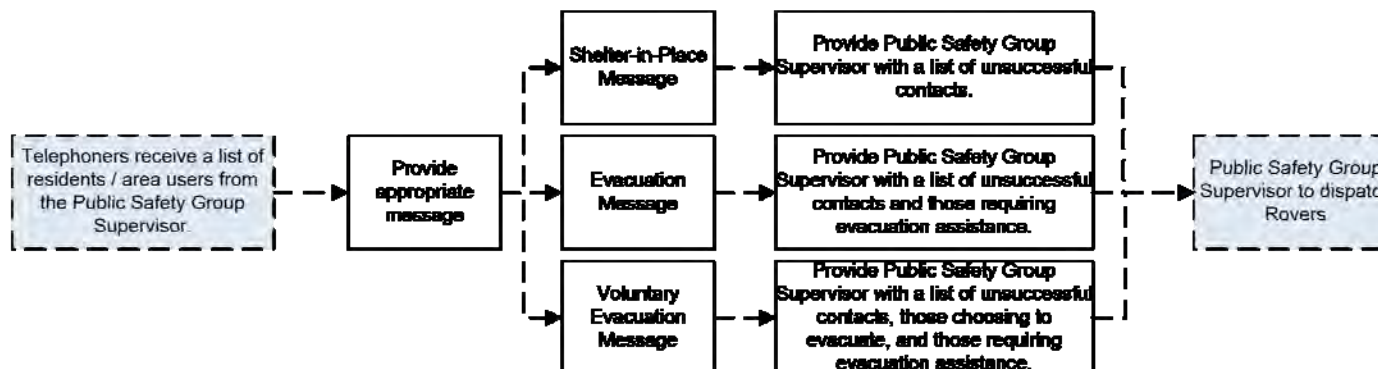 Telephoners receive a list of
residents / area users from
the Public Safety Group
Supervisor.
Provide
appropriate
message
Shelter-in-Place
Message
Provide Public Safety Group
Supervisor with a list of unsuccessful
contacts.
Evacuation
Message
Provide Public Safety Group
Supervisor with a list of unsuccessful
contacts and those requiring
evacuation assistance.
Voluntary
Evacuation
Message
Provide Public Safety Group
Supervisor with a list of unsuccessful
contacts, those choosing to
evacuate, and those requiring
evacuation assistance.
Public Safety Group
Supervisor to dispatc
Rovers